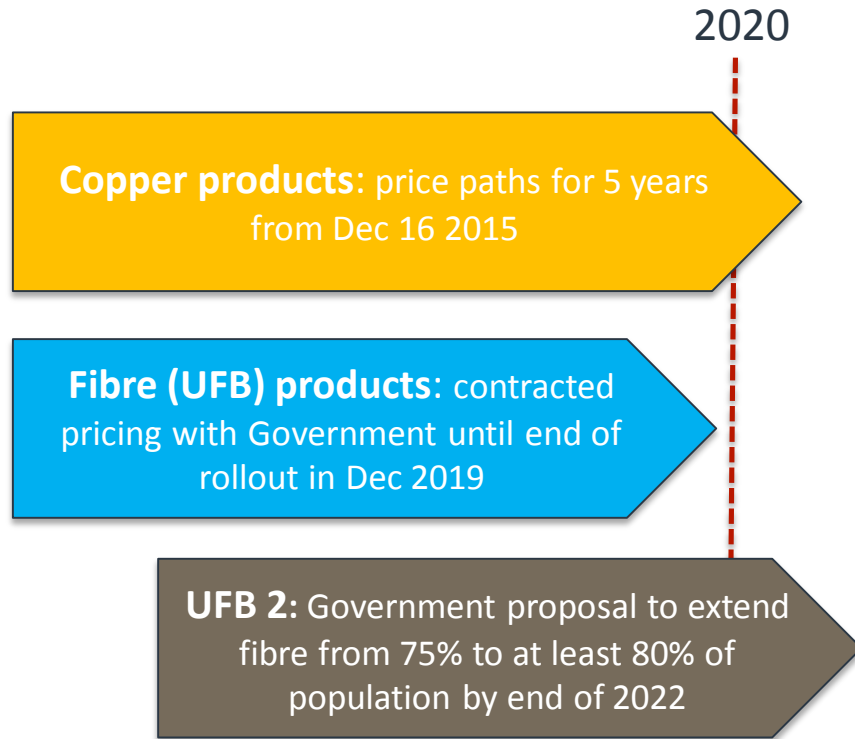 2020
Copper products: price paths for 5 years
from Dec 16 2015
Fibre (UFB) products: contracted
pricing with Government until end of
rollout in Dec 2019
UFB 2: Government proposal to extend
fibre from 75% to at least 80% of
population by end of 2022